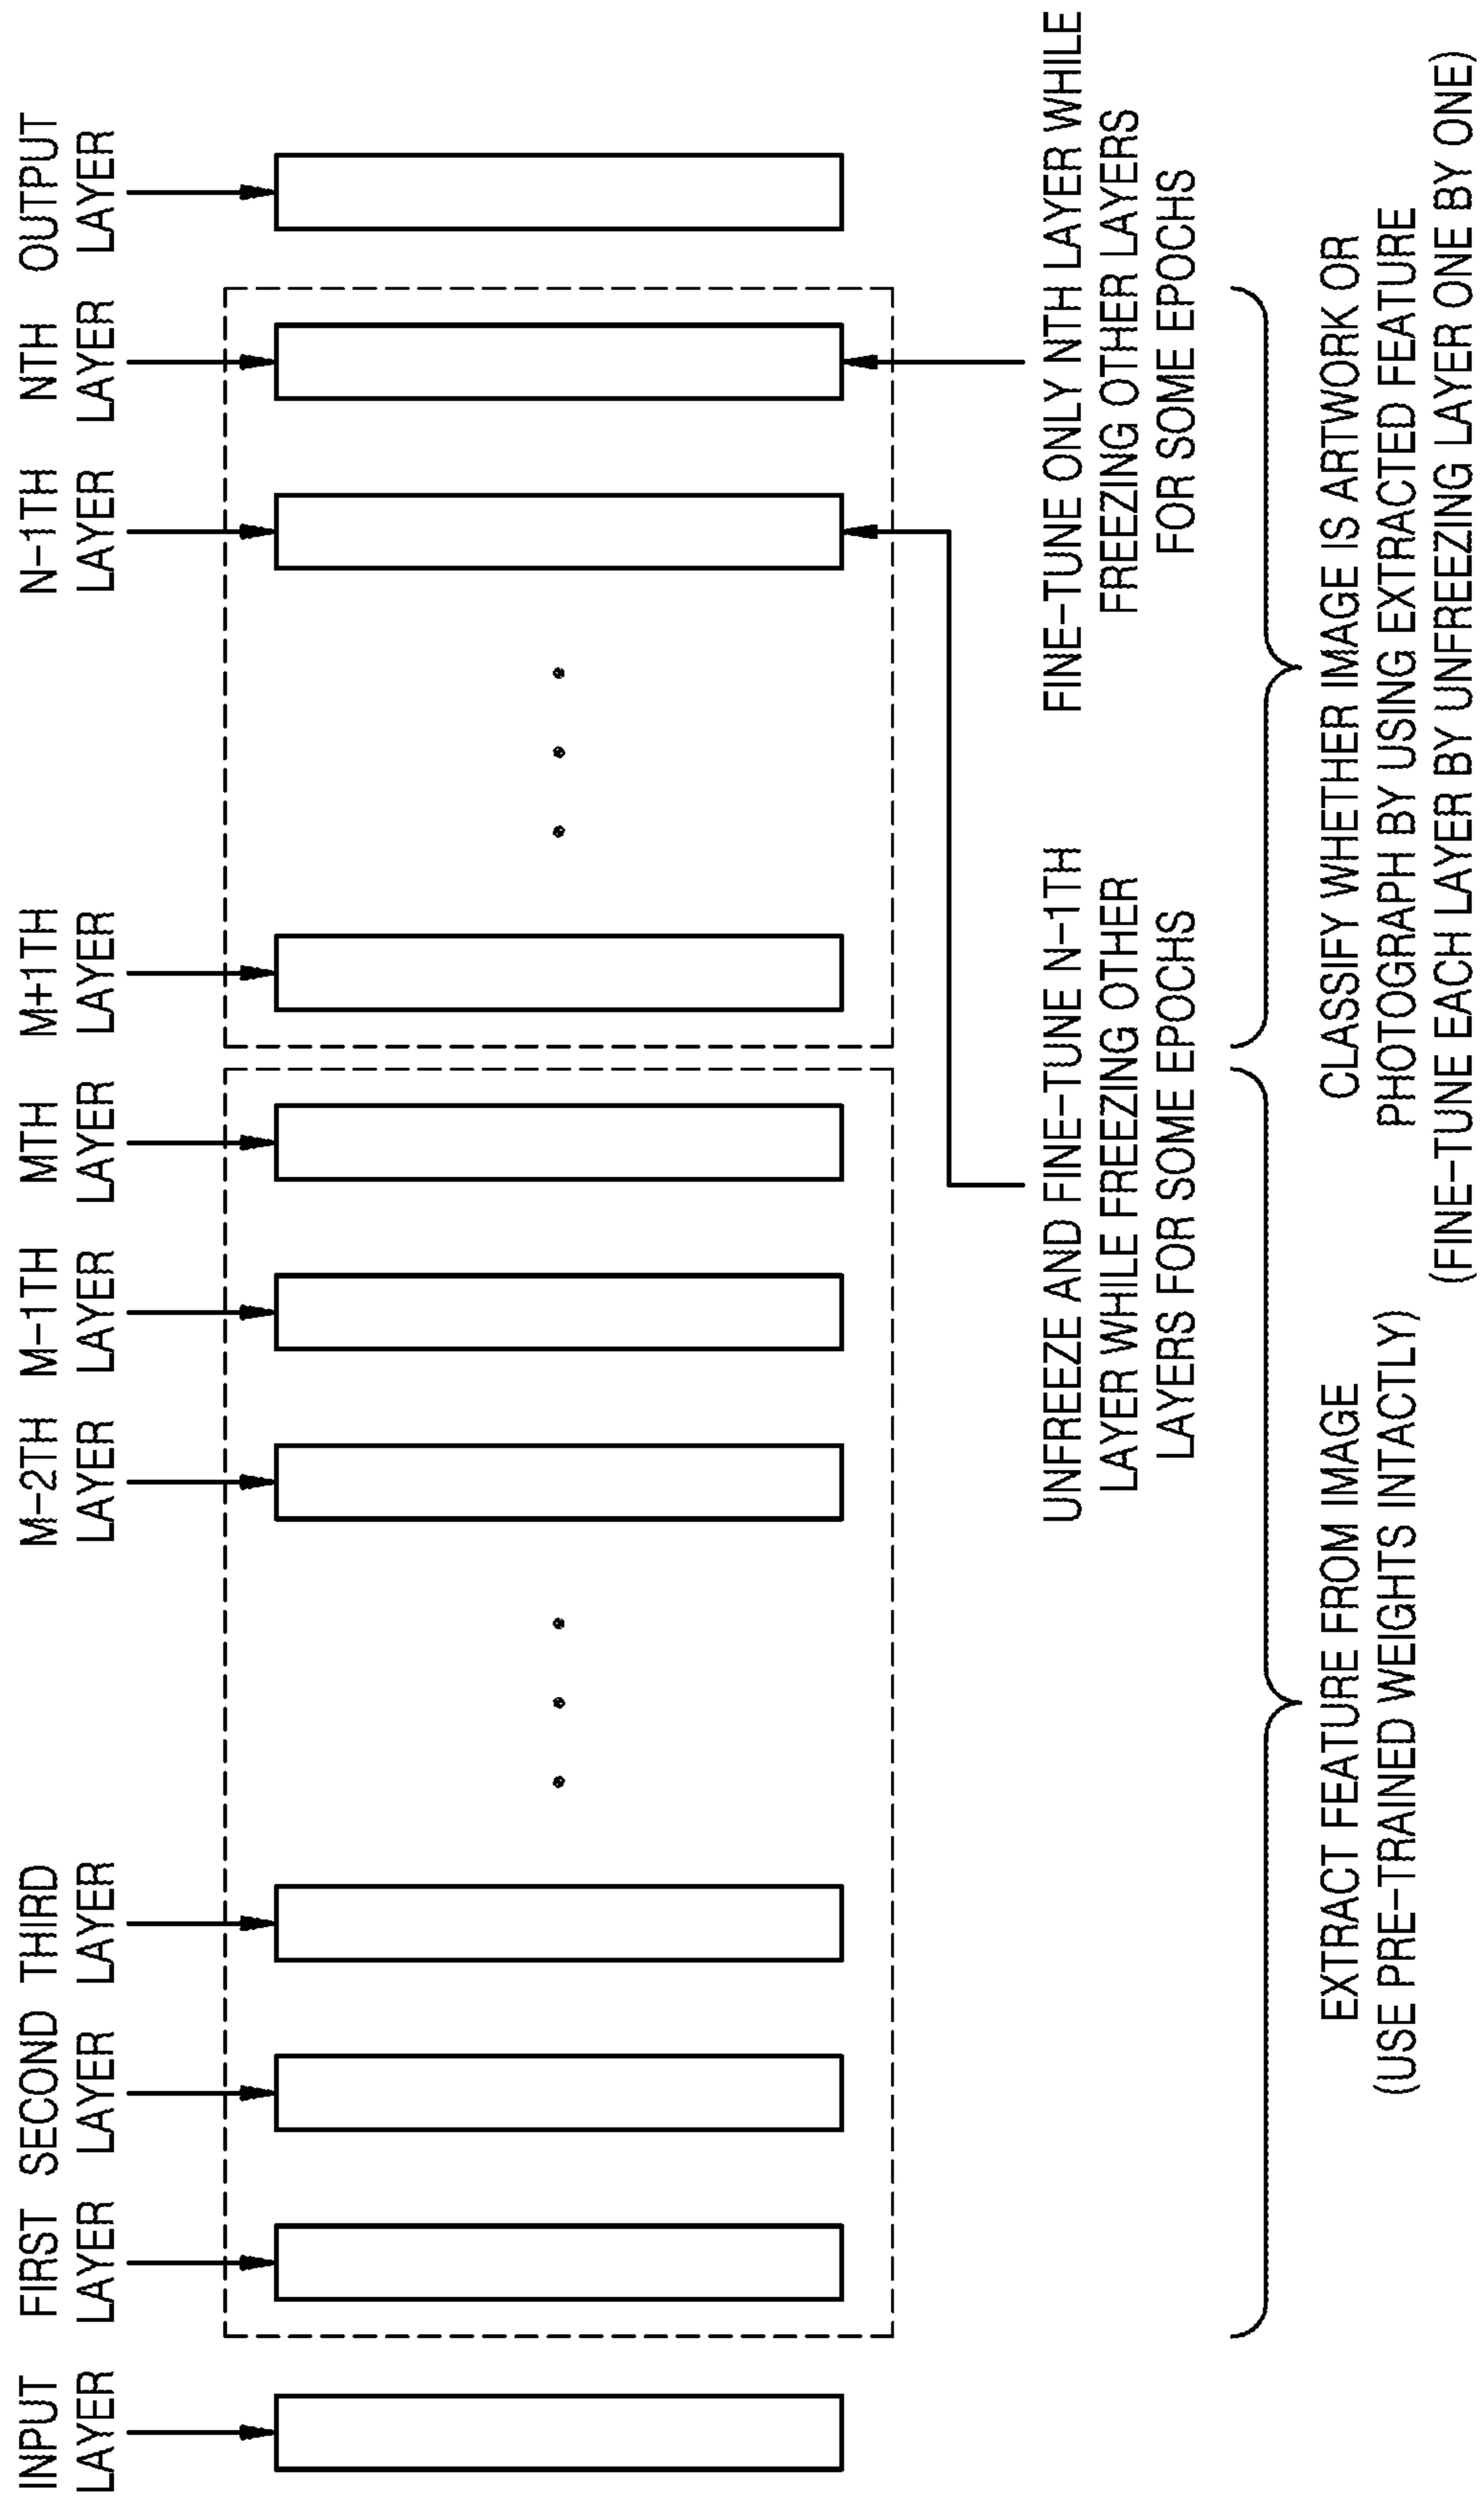 INPUT
LAYER
FIRST
LAYER
SECOND
LAYER
THIRD
LAYER
M-2TH
LAYER
M-1TH
LAYER
MTH
LAYER
M+1TH
LAYER
N-1TH
LAYER
NTH
LAYER
OUTPUT
LAYER
UNFREEZE AND FINE-TUNE N-1TH
LAYER WHILE FREEZING OTHER
LAYERS FOR SOME EPOCHS
FINE-TUNE ONLY NTH LAYER WHILE
FREEZING OTHER LAYERS
FOR SOME EPOCHS
EXTRACT FEATURE FROM IMAGE
(USE PRE-TRAINED WEIGHTS INTACTLY)
CLASSIFY WHETHER IMAGE IS ARTWORK OR
PHOTOGRAPH BY USING EXTRACTED FEATURE
(FINE-TUNE EACH LAYER BY UNFREEZING LAYER ONE BY ONE)